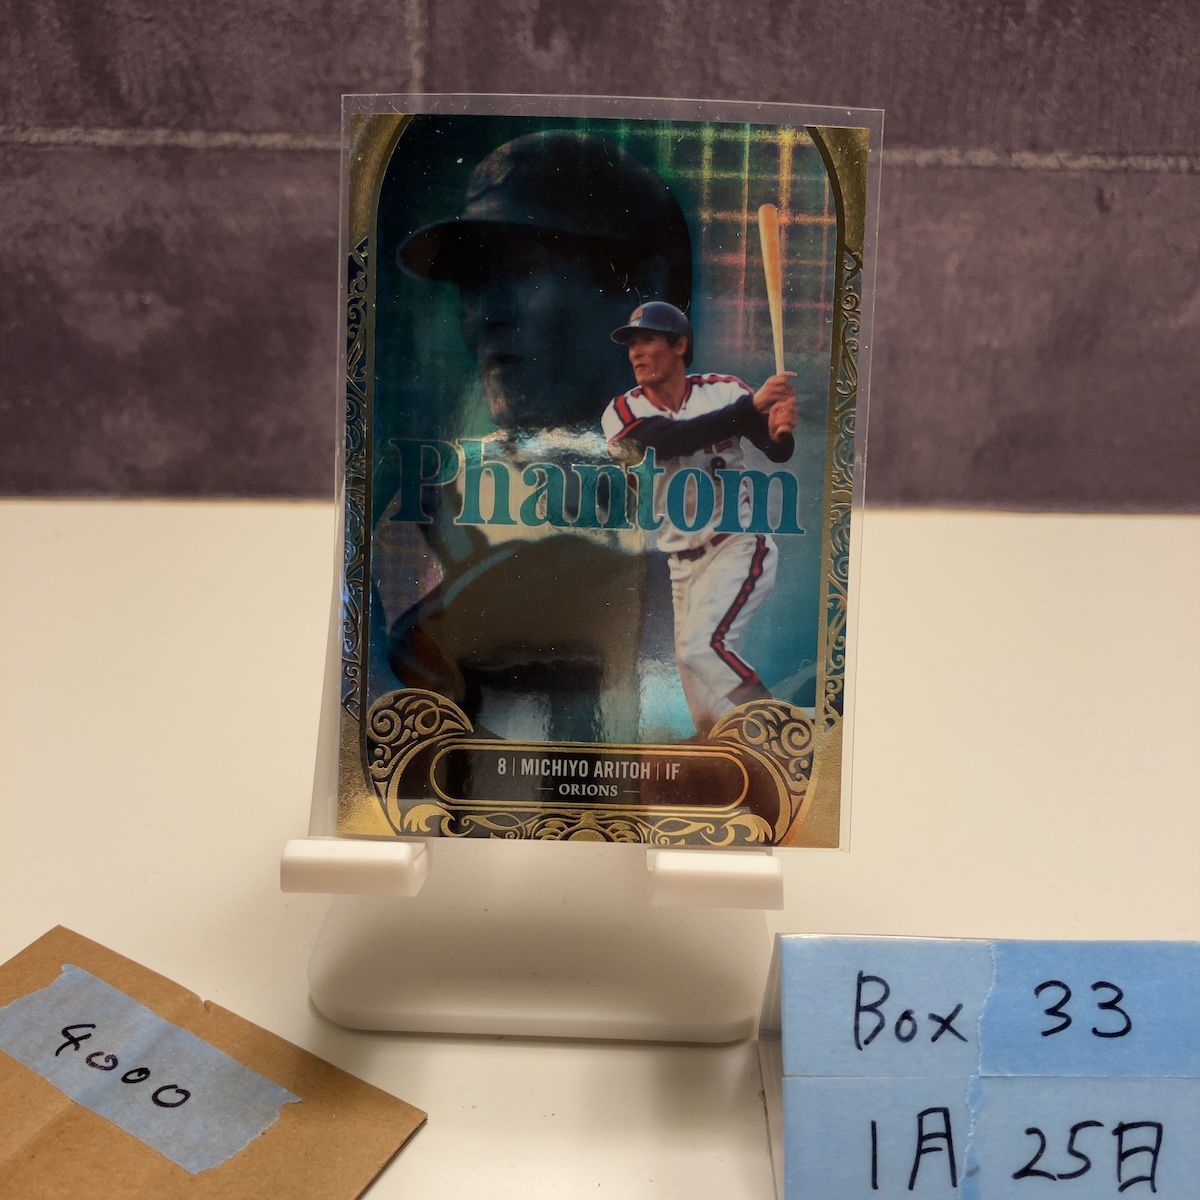 Phantom
8 | MICHIYO ARITOH | IF
— ORIONS —
4000
Box 33
1月 25日